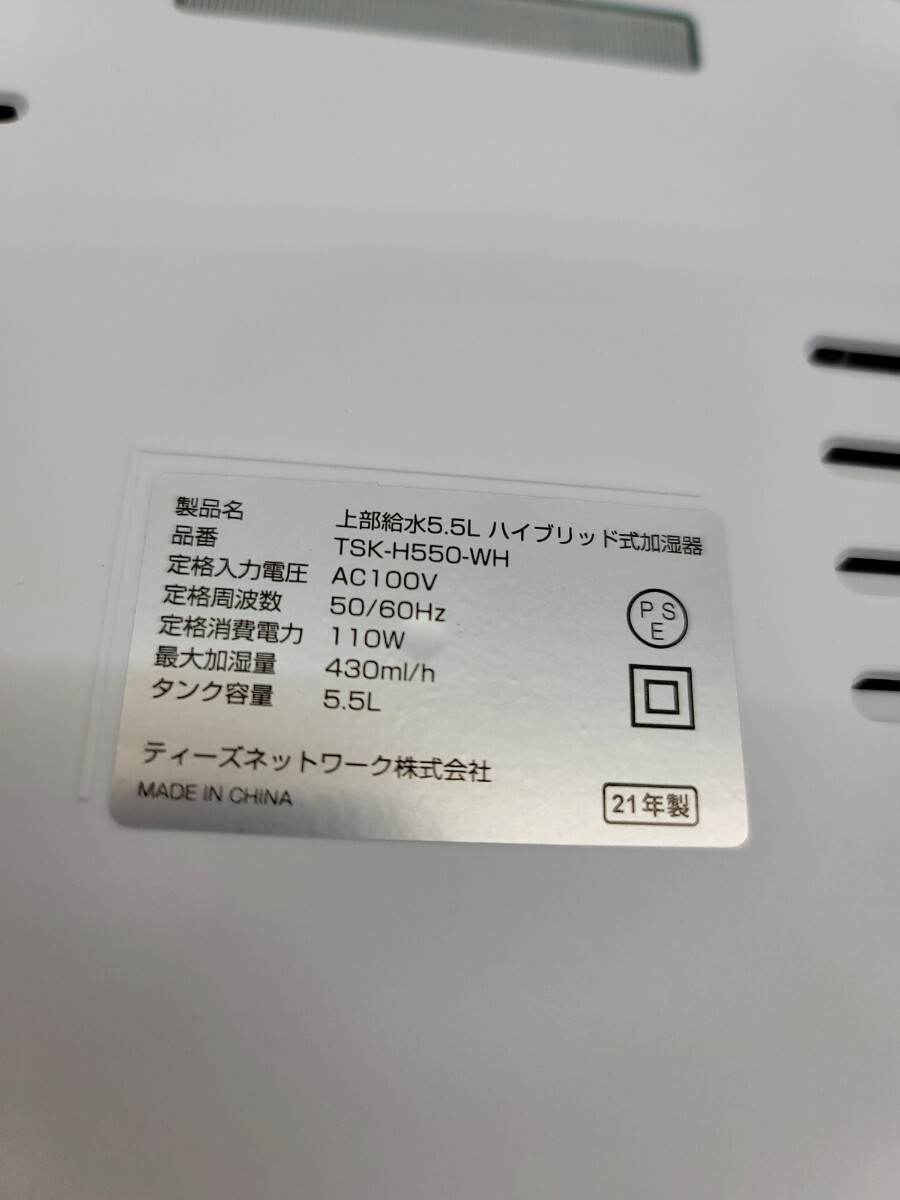 製品名 上部給水5.5L ハイブリッド式加湿器
品番 TSK-H550-WH
定格入力電圧 AC100V
定格周波数 50/60Hz
定格消費電力 110W
最大加湿量 430ml/h
タンク容量 5.5L
PS
E
ティーズネットワーク株式会社
MADE IN CHINA
21年製